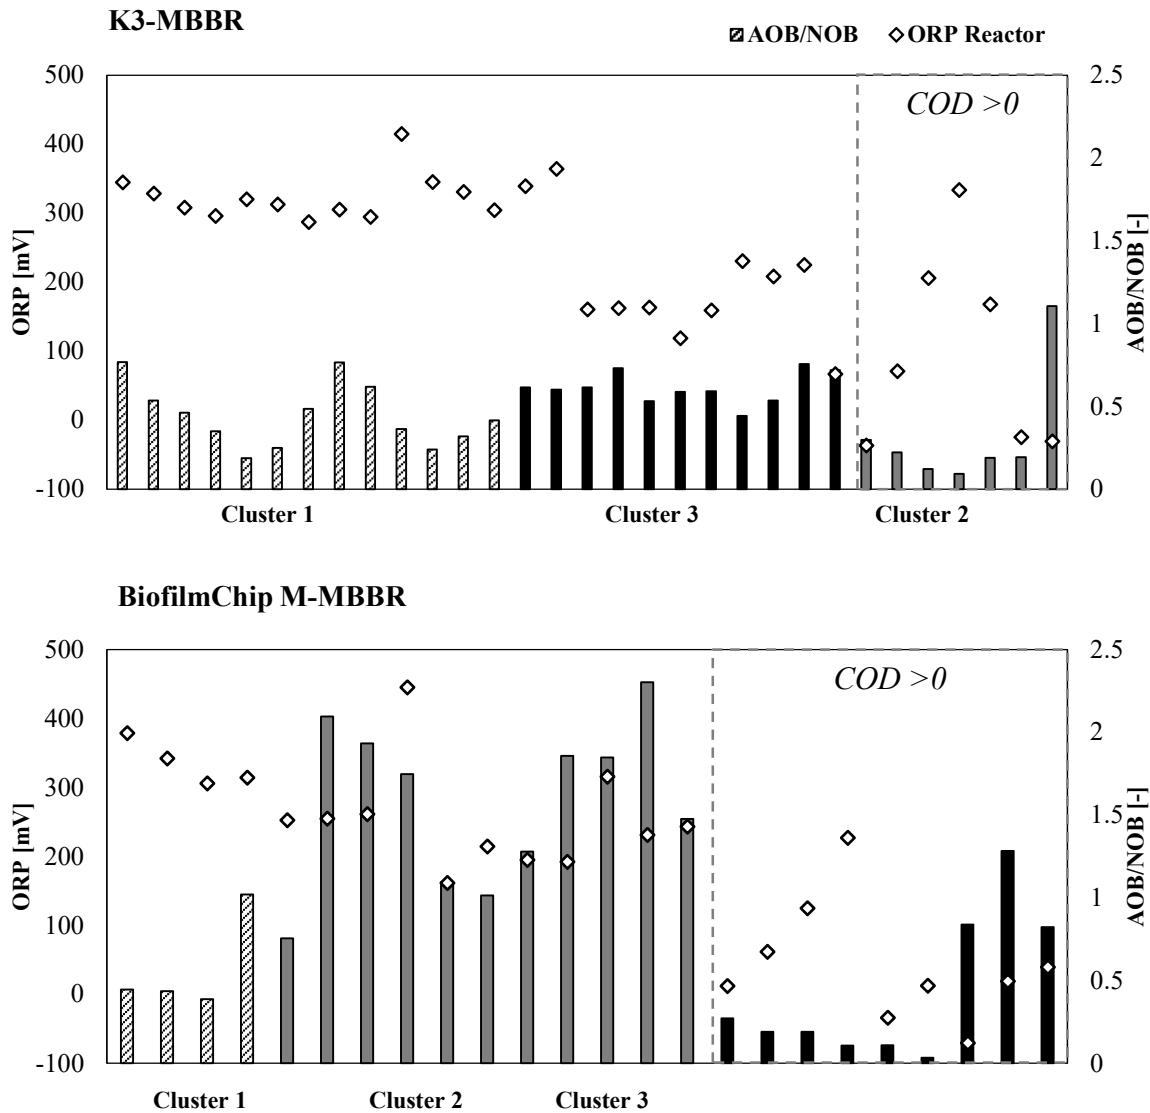 K3-MBBR
AOB/NOB ORP Reactor
500 2.5
COD >0
400 2
300
1.5
200
ORP [mV] AOB/NOB [-]
1
100
0 0.5
-100 0
Cluster 1 Cluster 3 Cluster 2
BiofilmChip M-MBBR
500 2.5
COD >0
400 2
300
1.5
200
ORP [mV] AOB/NOB [-]
1
100
0 0.5
-100 0
Cluster 1 Cluster 2 Cluster 3